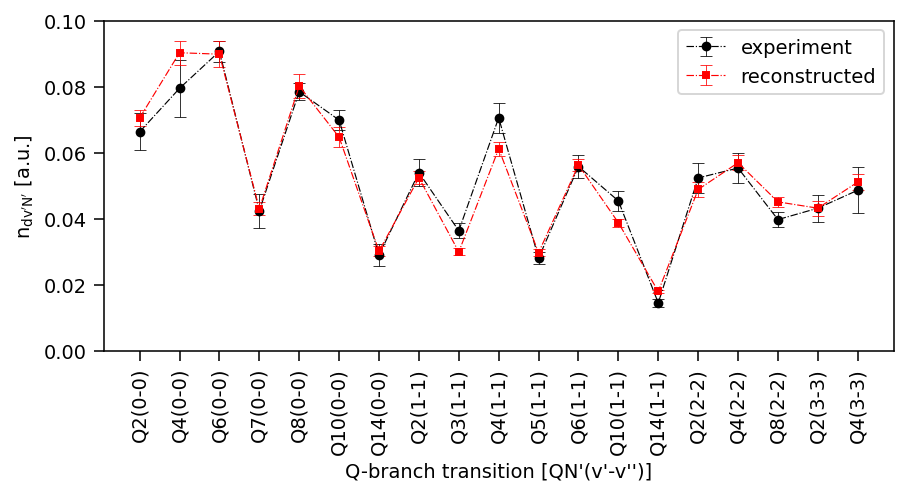 0.10
0.08
0.06
0.04
0.02
0.00
n_dv'N' [a.u.]
experiment
reconstructed
Q2(0-0)
Q4(0-0)
Q6(0-0)
Q7(0-0)
Q8(0-0)
Q10(0-0)
Q14(0-0)
Q2(1-1)
Q3(1-1)
Q4(1-1)
Q5(1-1)
Q6(1-1)
Q10(1-1)
Q14(1-1)
Q2(2-2)
Q4(2-2)
Q8(2-2)
Q2(3-3)
Q4(3-3)
Q-branch transition [QN'(v'-v'')]